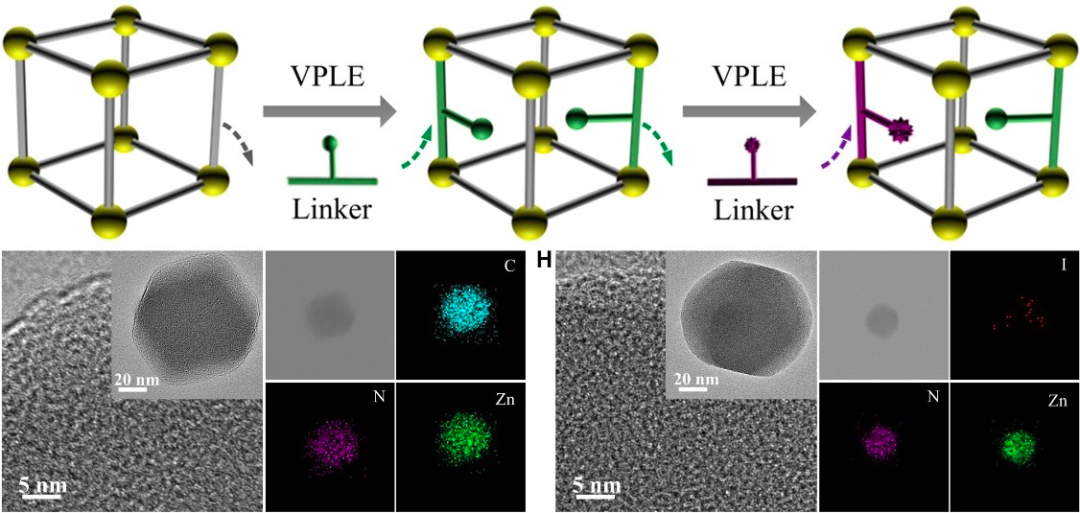 VPLE
Linker
VPLE
Linker
20 nm
5 nm
C
N
Zn
H
20 nm
5 nm
I
N
Zn